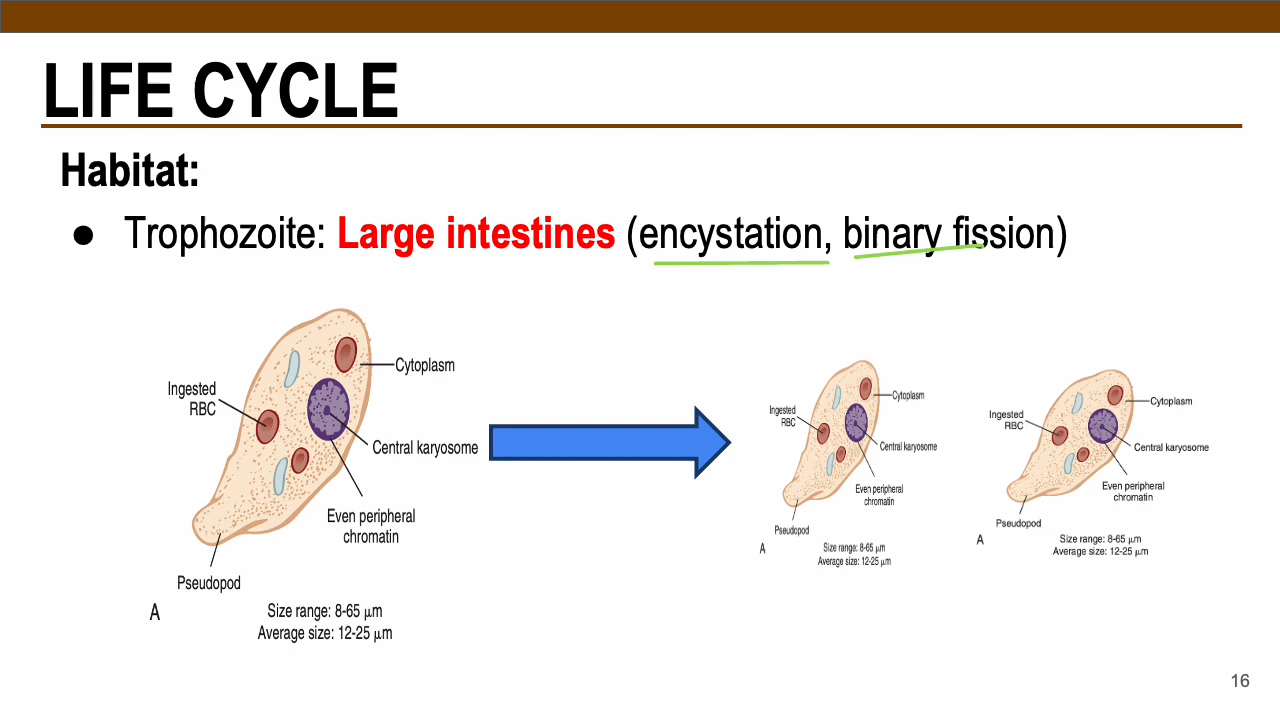 LIFE CYCLE
Habitat:
● Trophozoite: Large intestines (encystation, binary fission)
Cytoplasm
Ingested
RBC
Central karyosome
Even peripheral
chromatin
Pseudopod
A
Size range: 8-65 μm
Average size: 12-25 μm
Cytoplasm
Ingested
RBC
Central karyosome
Even peripheral
chromatin
Pseudopod
A
Size range: 8-65 μm
Average size: 12-25 μm
Cytoplasm
Ingested
RBC
Central karyosome
Even peripheral
chromatin
Pseudopod
A
Size range: 8-65 μm
Average size: 12-25 μm
16